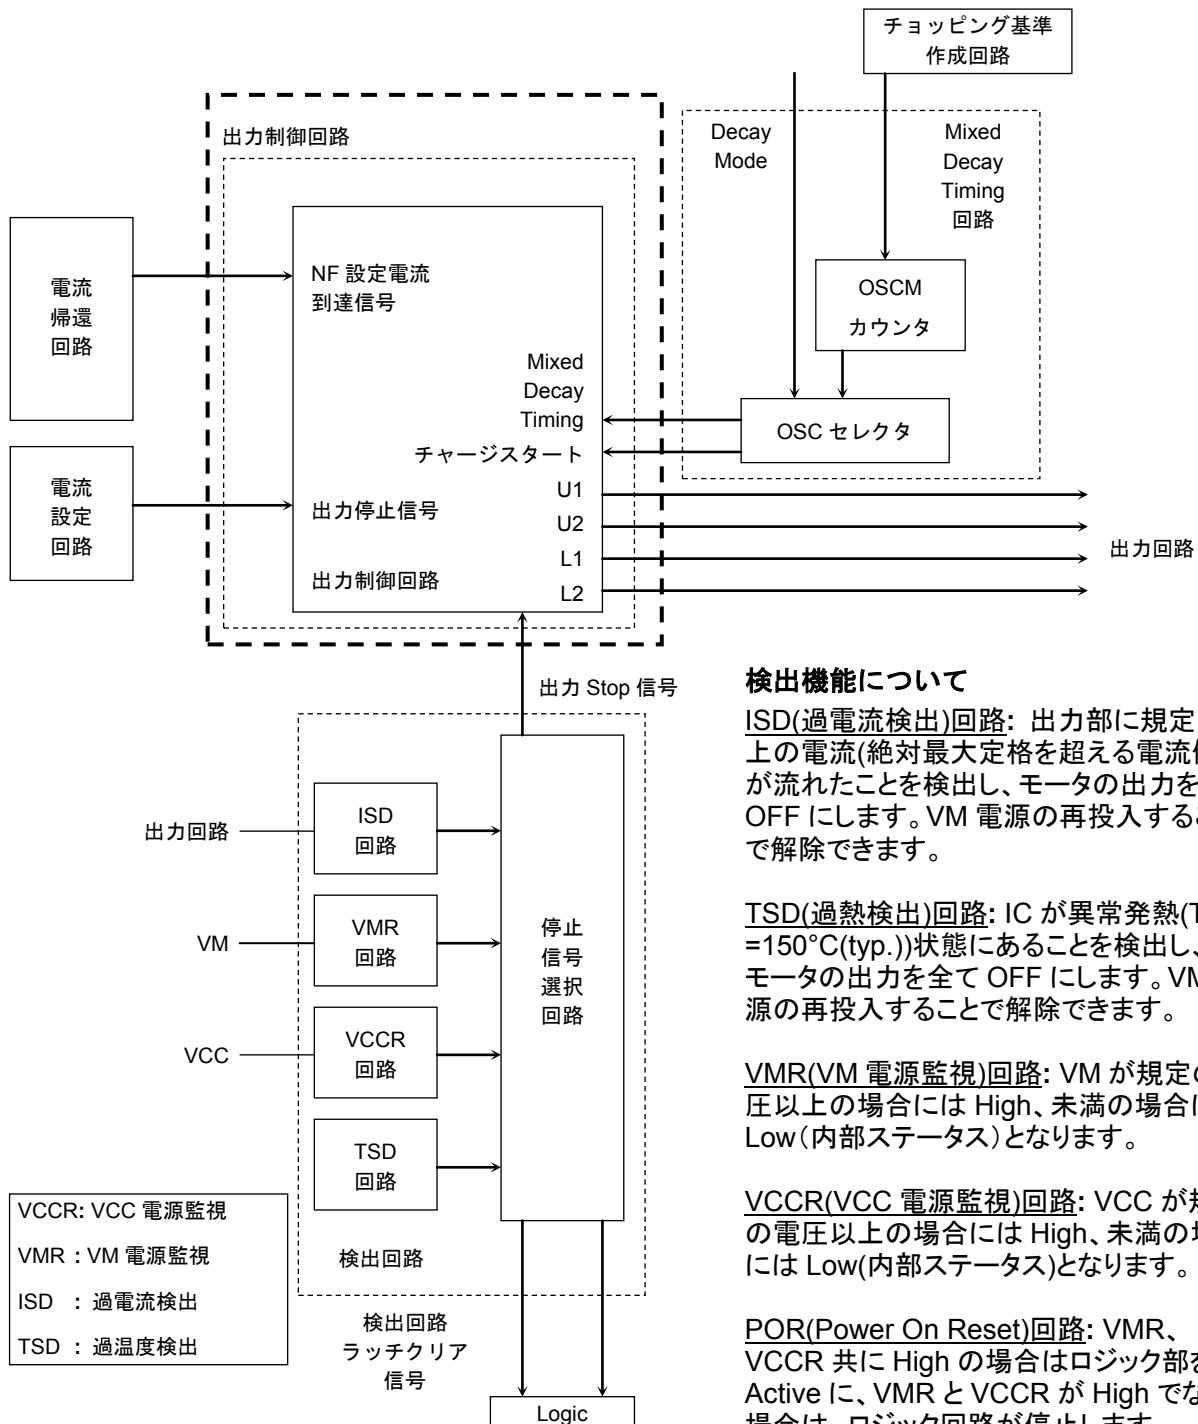 チョッピング基準
作成回路
出力制御回路
Decay
Mode
Mixed
Decay
Timing
回路
電流
帰還
回路
NF 設定電流
到達信号
OSCM
カウンタ
Mixed
Decay
Timing
OSC セレクタ
チャージスタート
電流
設定
回路
出力停止信号
U1
U2
L1
L2
出力回路
出力制御回路
出力 Stop 信号
出力回路
ISD
回路
VM
VMR
回路
VCC
VCCR
回路
TSD
回路
停止
信号
選択
回路
検出回路
VCCR: VCC 電源監視
VMR : VM 電源監視
ISD : 過電流検出
TSD : 過温度検出
検出回路
ラッチクリア
信号
Logic
検出機能について
ISD(過電流検出)回路: 出力部に規定
上の電流(絶対最大定格を超える電流
が流れたことを検出し、モータの出力を
OFF にします。VM 電源の再投入する
で解除できます。
TSD(過熱検出)回路: IC が異常発熱(
=150°C(typ.))状態にあることを検出し、
モータの出力を全て OFF にします。VM
源の再投入することで解除できます。
VMR(VM 電源監視)回路: VM が規定の
圧以上の場合には High、未満の場合
Low（内部ステータス）となります。
VCCR(VCC 電源監視)回路: VCC が
の電圧以上の場合には High、未満の
には Low(内部ステータス)となります。
POR(Power On Reset)回路: VMR、
VCCR 共に High の場合はロジック部
Active に、VMR と VCCR が High でな
場合は、ロジック回路が停止します。